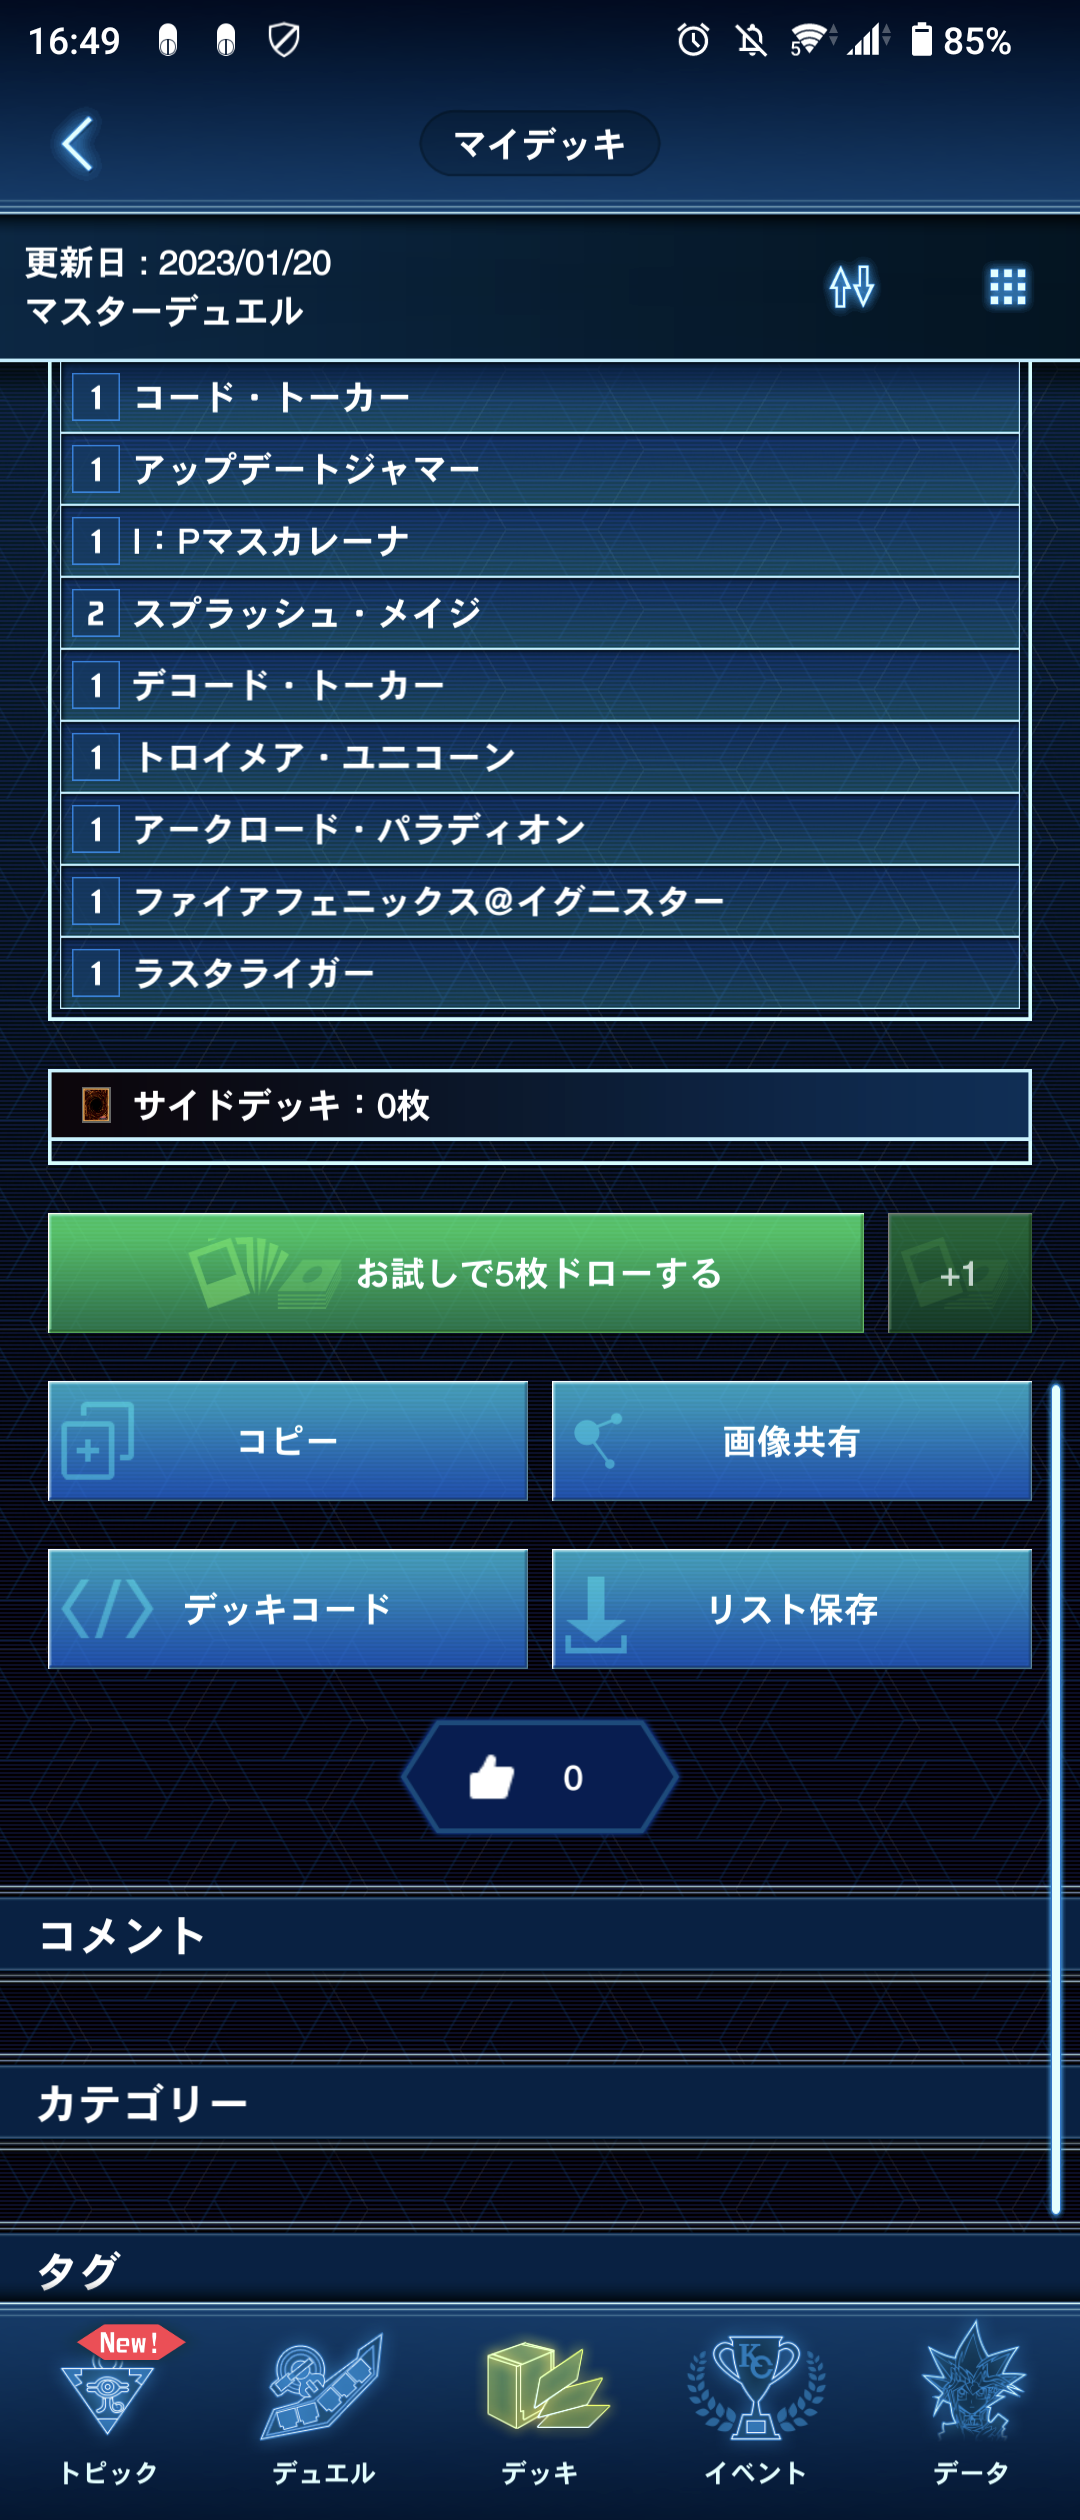 16:49
5
85%
マイデッキ
更新日 : 2023/01/20
マスターデュエル
1 コード・トーカー
1 アップデートジャマー
1 I：Pマスカレーナ
2 スプラッシュ・メイジ
1 デコード・トーカー
1 トロイメア・ユニコーン
1 アークロード・パラディオン
1 ファイアフェニックス@イグニスター
1 ラスタライガー
サイドデッキ：0枚
お試しで5枚ドローする
+1
コピー
画像共有
デッキコード
リスト保存
0
コメント
カテゴリー
タグ
New!
KC
トピック
デュエル
デッキ
イベント
データ